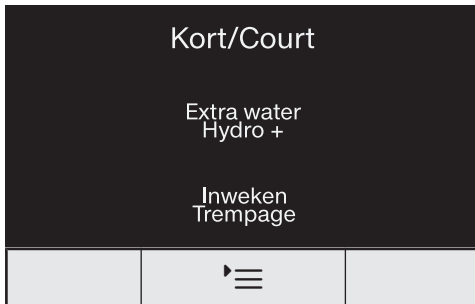 Kort/Court
Extra water
Hydro +
Inweken
Trempage